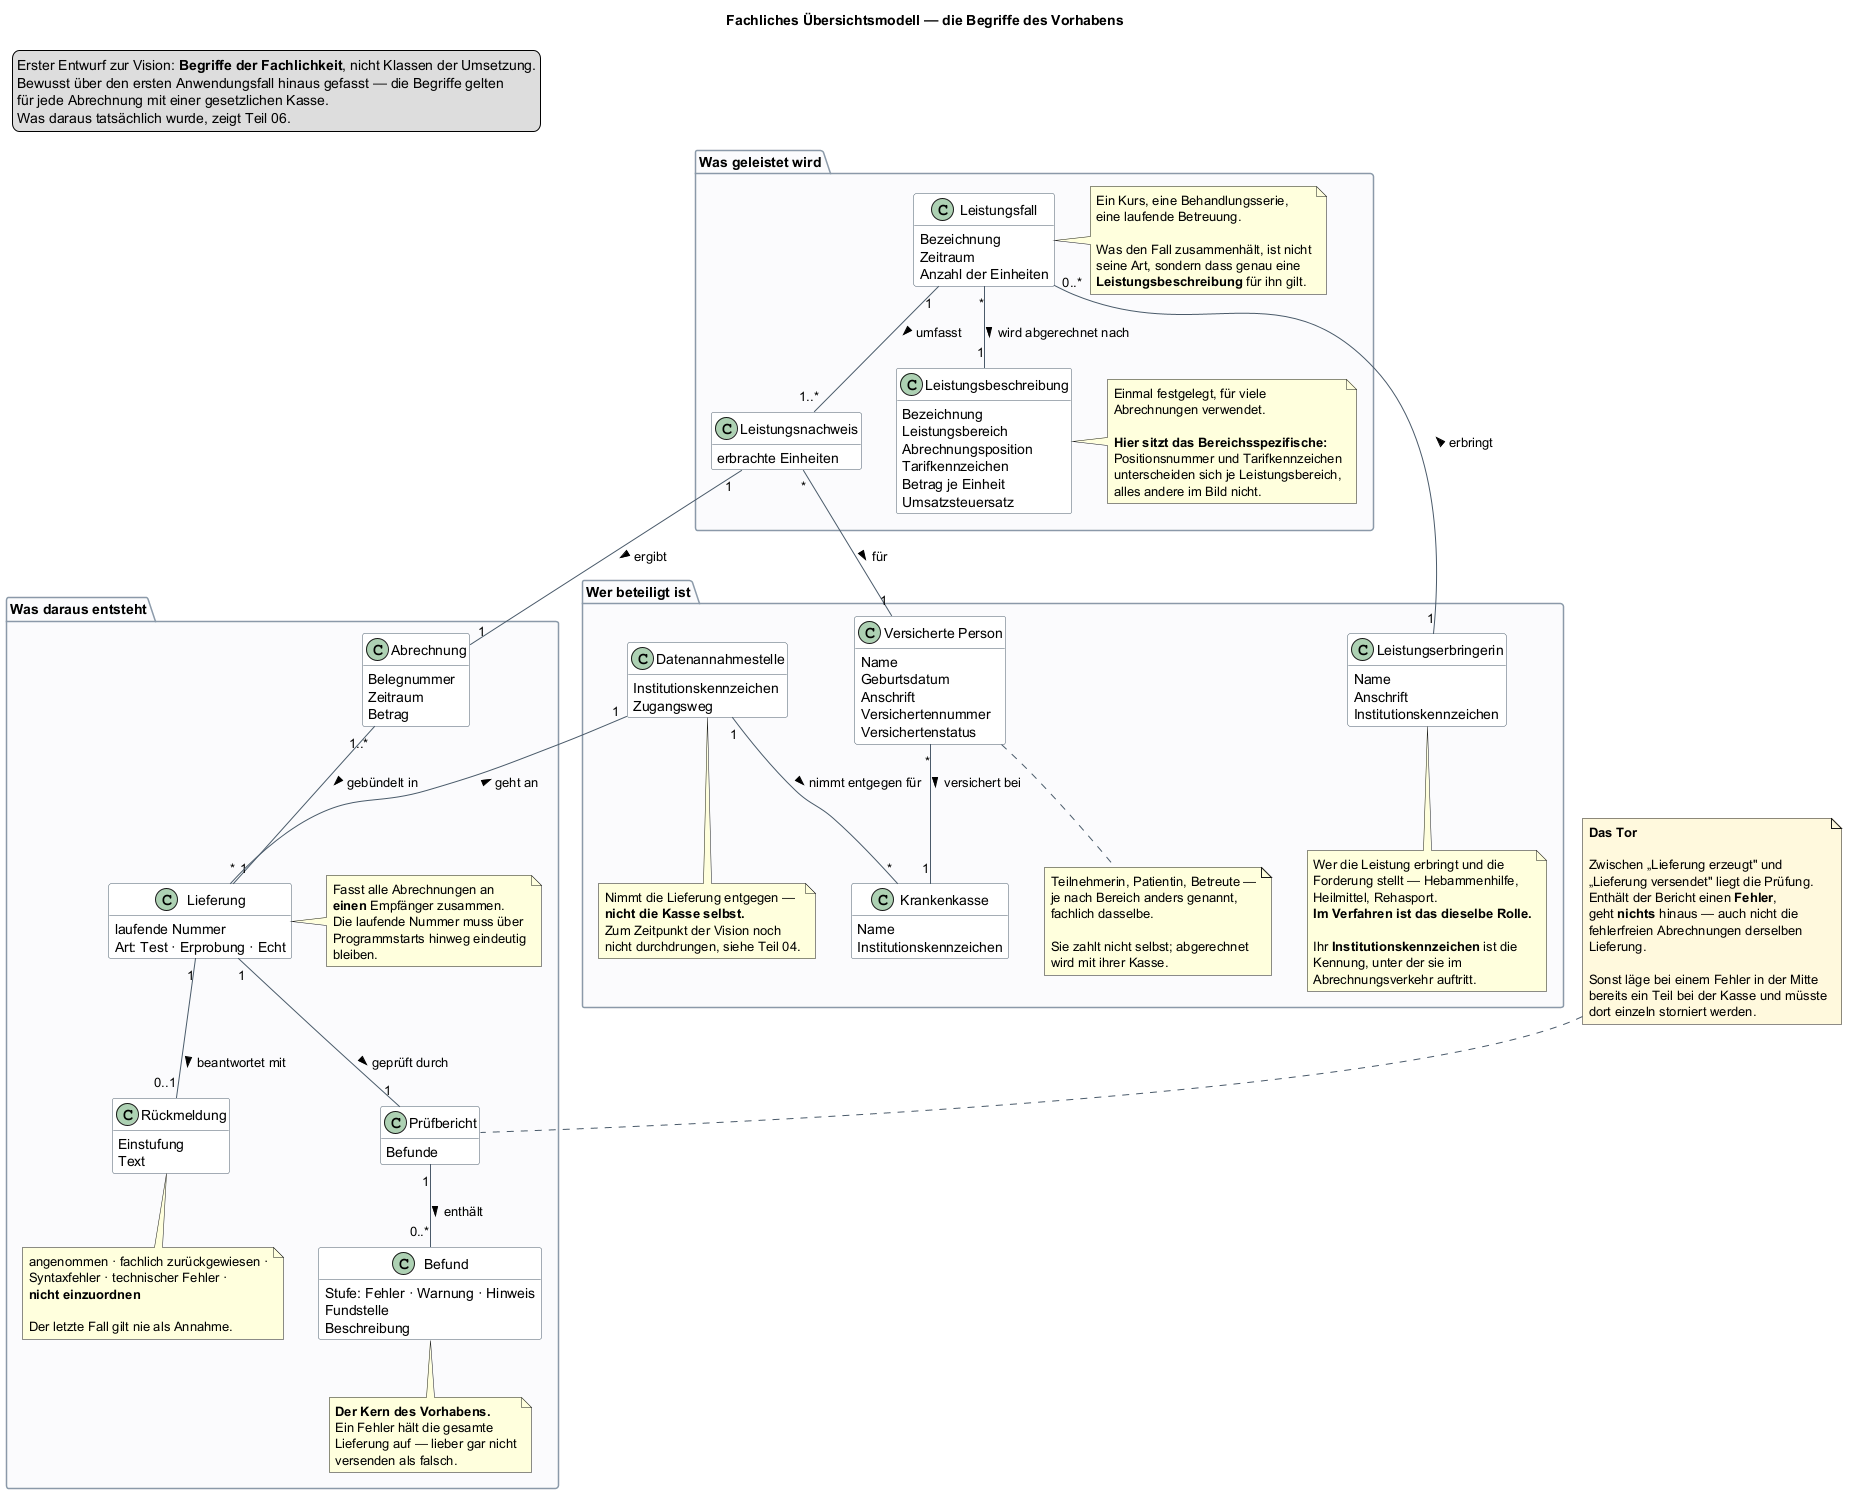 Fachliches Übersichtsmodell — die Begriffe des Vorhabens
Erster Entwurf zur Vision: Begriffe der Fachlichkeit, nicht Klassen der Umsetzung.
Bewusst über den ersten Anwendungsfall hinaus gefasst — die Begriffe gelten
für jede Abrechnung mit einer gesetzlichen Kasse.
Was daraus tatsächlich wurde, zeigt Teil 06.
Was geleistet wird
C Leistungsfall
Bezeichnung
Zeitraum
Anzahl der Einheiten
Ein Kurs, eine Behandlungsserie,
eine laufende Betreuung.
Was den Fall zusammenhält, ist nicht
seine Art, sondern dass genau eine
Leistungsbeschreibung für ihn gilt.
1
*
0..*
umfasst
wird abgerechnet nach
1..*
1
C Leistungsnachweis
erbrachte Einheiten
C Leistungsbeschreibung
Bezeichnung
Leistungsbereich
Abrechnungsposition
Tarifkennzeichen
Betrag je Einheit
Umsatzsteuersatz
Einmal festgelegt, für viele
Abrechnungen verwendet.
Hier sitzt das Bereichsspezifische:
Positionsnummer und Tarifkennzeichen
unterscheiden sich je Leistungsbereich,
alles andere im Bild nicht.
erbringt
1
*
ergibt
für
1
1
1
Was daraus entsteht
C Abrechnung
Belegnummer
Zeitraum
Betrag
1..*
gebündelt in
geht an
* 1
C Lieferung
laufende Nummer
Art: Test · Erprobung · Echt
Fasst alle Abrechnungen an
einen Empfänger zusammen.
Die laufende Nummer muss über
Programmstarts hinweg eindeutig
bleiben.
1
1
beantwortet mit
geprüft durch
0..1
1
C Rückmeldung
Einstufung
Text
C Prüfbericht
Befunde
1
enthält
0..*
angenommen · fachlich zurückgewiesen ·
Syntaxfehler · technischer Fehler ·
nicht einzuordnen
Der letzte Fall gilt nie als Annahme.
C Befund
Stufe: Fehler · Warnung · Hinweis
Fundstelle
Beschreibung
Der Kern des Vorhabens.
Ein Fehler hält die gesamte
Lieferung auf — lieber gar nicht
versenden als falsch.
Wer beteiligt ist
C Datenannahmestelle
Institutionskennzeichen
Zugangsweg
C Versicherte Person
Name
Geburtsdatum
Anschrift
Versichertennummer
Versichertenstatus
C Leistungserbringerin
Name
Anschrift
Institutionskennzeichen
1
1
*
nimmt entgegen für
versichert bei
*
1
Nimmt die Lieferung entgegen —
nicht die Kasse selbst.
Zum Zeitpunkt der Vision noch
nicht durchdrungen, siehe Teil 04.
C Krankenkasse
Name
Institutionskennzeichen
Teilnehmerin, Patientin, Betreute —
je nach Bereich anders genannt,
fachlich dasselbe.
Sie zahlt nicht selbst; abgerechnet
wird mit ihrer Kasse.
Wer die Leistung erbringt und die
Forderung stellt — Hebammenhilfe,
Heilmittel, Rehasport.
Im Verfahren ist das dieselbe Rolle.
Ihr Institutionskennzeichen ist die
Kennung, unter der sie im
Abrechnungsverkehr auftritt.
Das Tor
Zwischen „Lieferung erzeugt" und
„Lieferung versendet" liegt die Prüfung.
Enthält der Bericht einen Fehler,
geht nichts hinaus — auch nicht die
fehlerfreien Abrechnungen derselben
Lieferung.
Sonst läge bei einem Fehler in der Mitte
bereits ein Teil bei der Kasse und müsste
dort einzeln storniert werden.